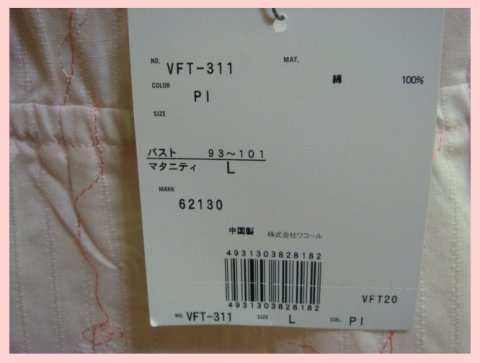 NO. VFT-311 MAT.
綿 100%
COLOR PI
SIZE
バスト 93～101
マタニティ L
MARK
62130
中国製 株式会社ワコール
4931303828182
4931303828182
VFT20
NO. VFT-311 SIZE L COL. PI